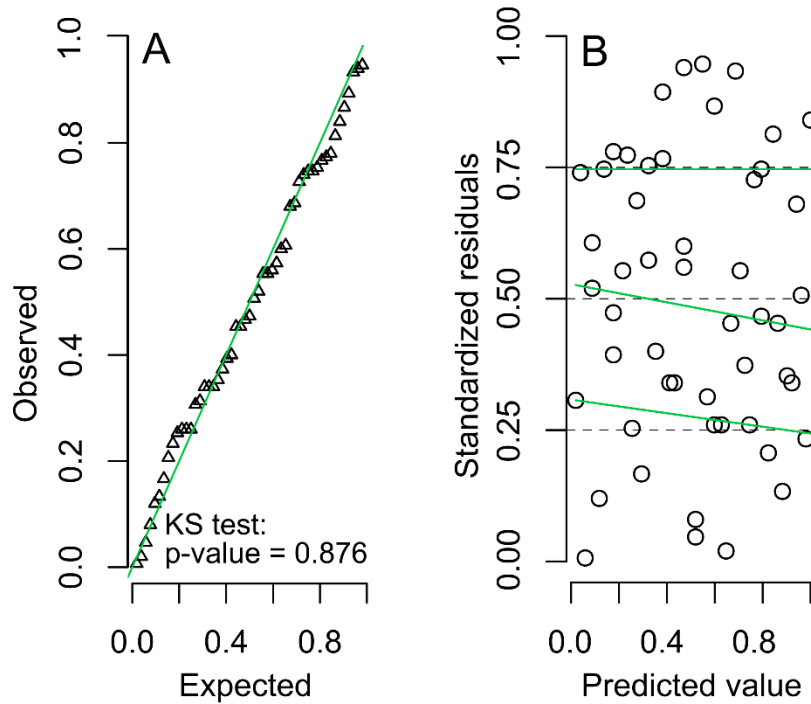 A
1.0
0.8
0.6
0.4
0.2
0.0
Observed
KS test:
p-value = 0.876
0.0
0.4
0.8
Expected
B
1.00
0.75
0.50
0.25
0.00
Standardized residuals
0.0
0.4
0.8
Predicted value